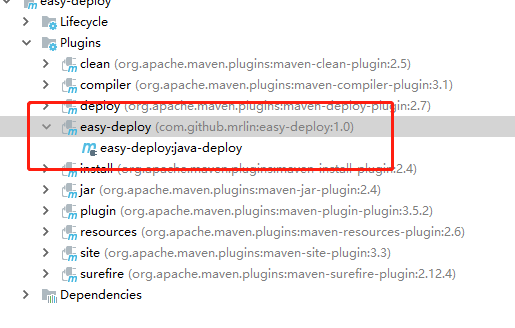 easy-deploy
Lifecycle
Plugins
clean (org.apache.maven.plugins:maven-clean-plugin:2.5)
compiler (org.apache.maven.plugins:maven-compiler-plugin:3.1)
deploy (org.apache.maven.plugins:maven-deploy-plugin:2.7)
easy-deploy (com.github.mrlin:easy-deploy:1.0)
easy-deploy:java-deploy
install (org.apache.maven.plugins:maven-install-plugin:2.4)
jar (org.apache.maven.plugins:maven-jar-plugin:2.4)
plugin (org.apache.maven.plugins:maven-plugin-plugin:3.5.2)
resources (org.apache.maven.plugins:maven-resources-plugin:2.6)
site (org.apache.maven.plugins:maven-site-plugin:3.3)
surefire (org.apache.maven.plugins:maven-surefire-plugin:2.12.4)
Dependencies